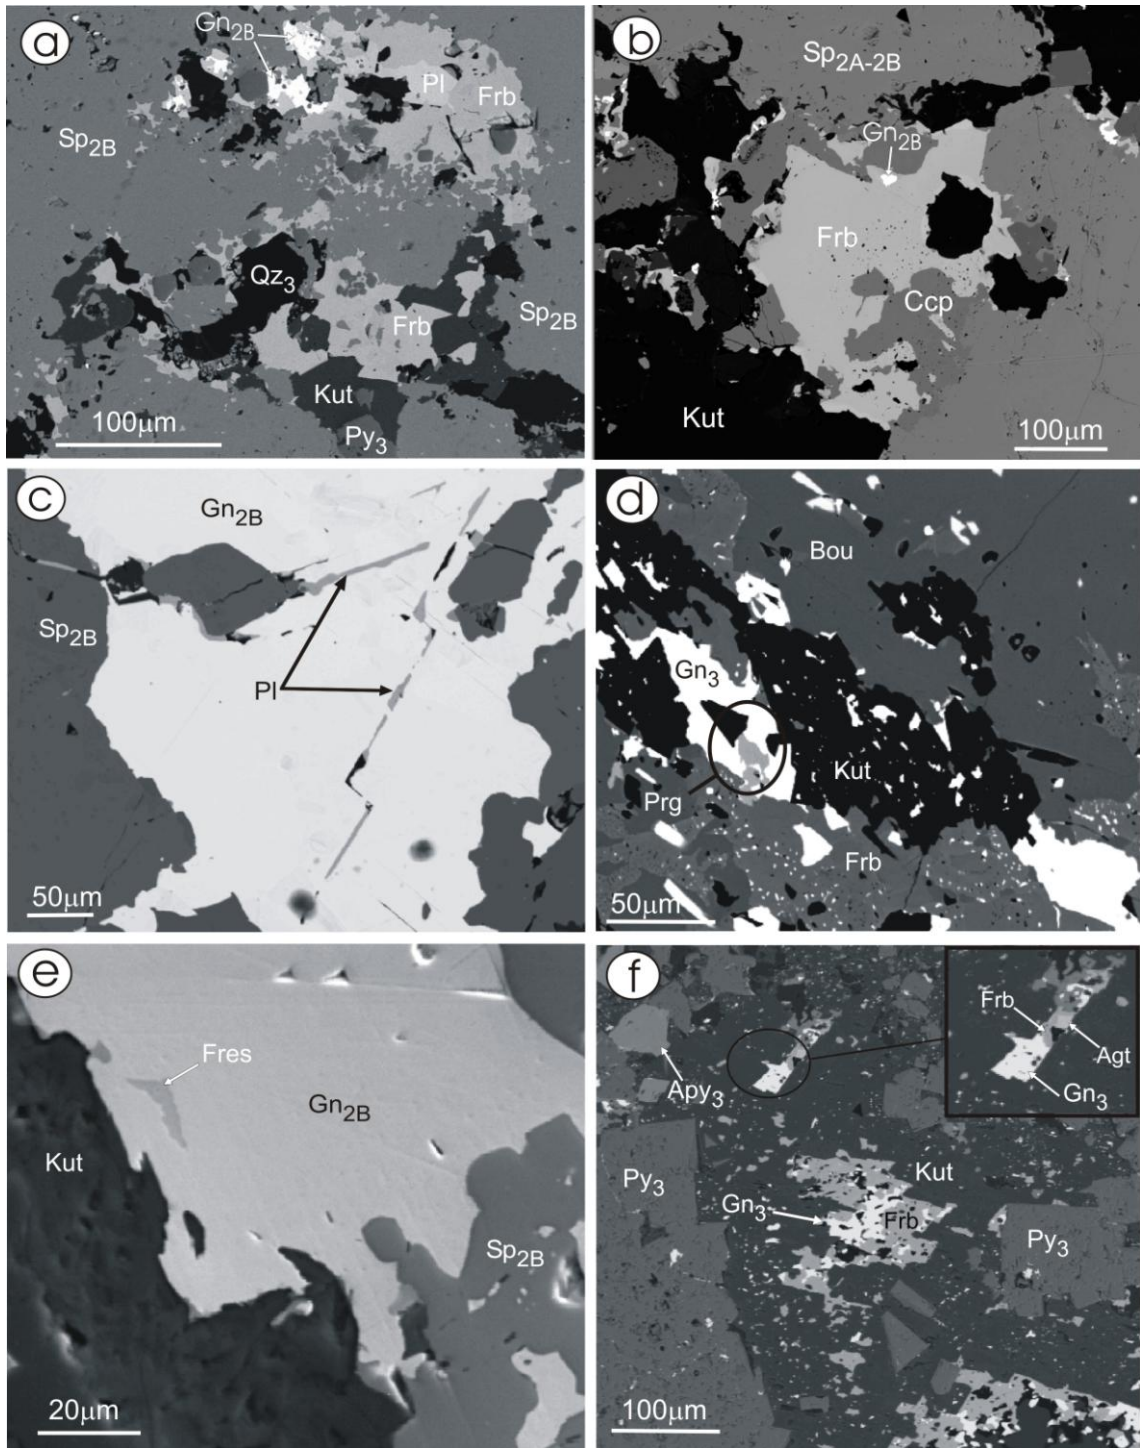 a
Gn2B
Pl
Frb
Sp2B
Qz3
Frb
Sp2B
Kut
Py3
100μm
b
Sp2A-2B
Gn2B
Frb
Ccp
Kut
100μm
c
Gn2B
Sp2B
Pl
50μm
d
Bou
Gn3
Kut
Prg
Frb
50μm
e
Fres
Gn2B
Kut
Sp2B
20μm
f
Frb
Agt
Gn3
Apy3
Py3
Kut
Gn3
Frb
Py3
100μm